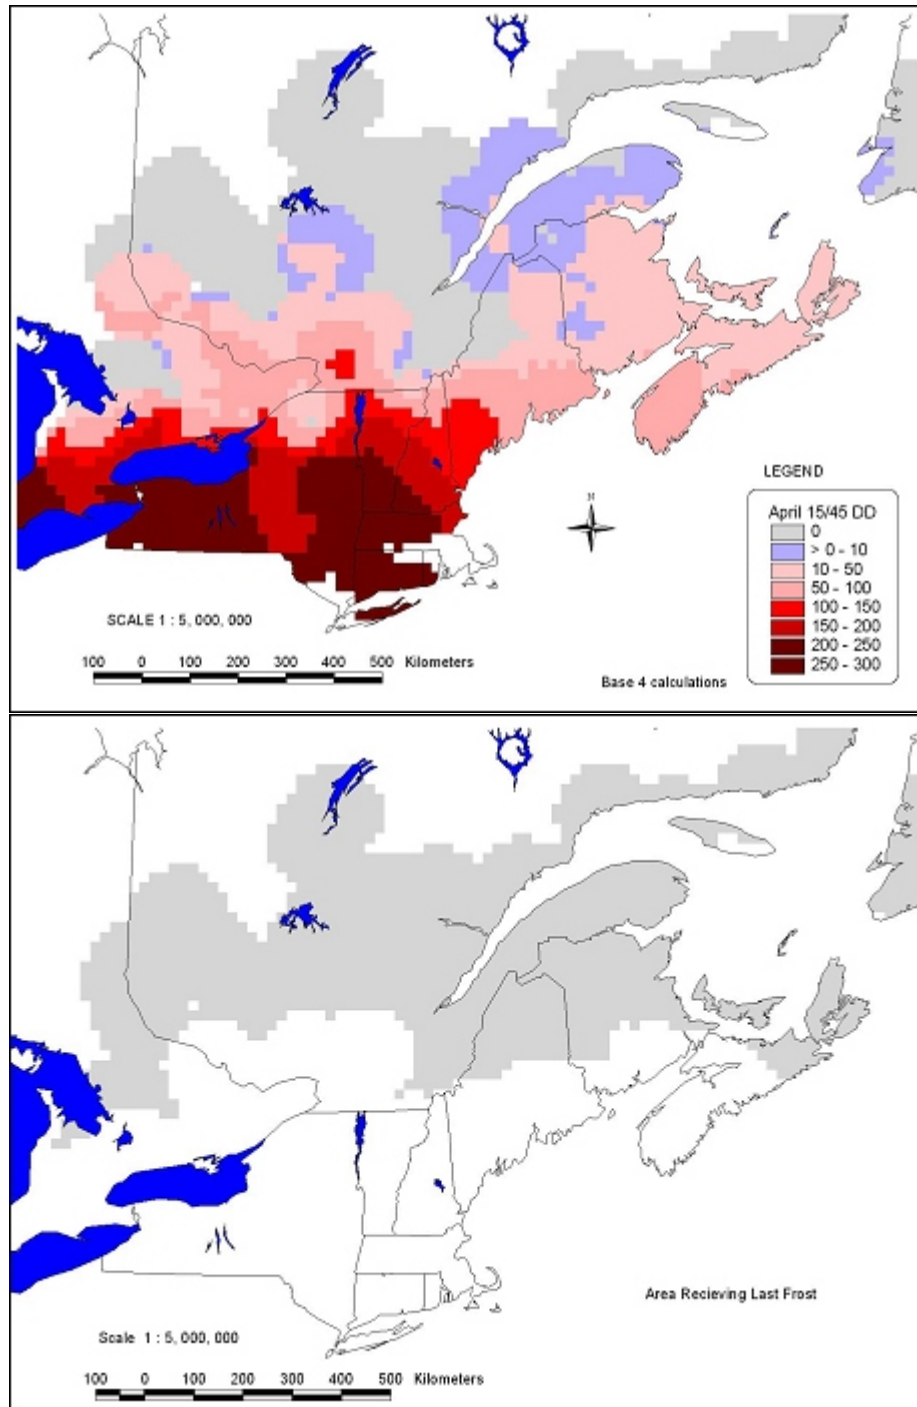 N
LEGEND
April 15/45 DD
0
> 0 - 10
10 - 50
50 - 100
100 - 150
150 - 200
200 - 250
250 - 300
SCALE 1 : 5, 000, 000
100 0 100 200 300 400 500 Kilometers
Base 4 calculations
Area Recieving Last Frost
Scale 1 : 5, 000, 000
100 0 100 200 300 400 500 Kilometers